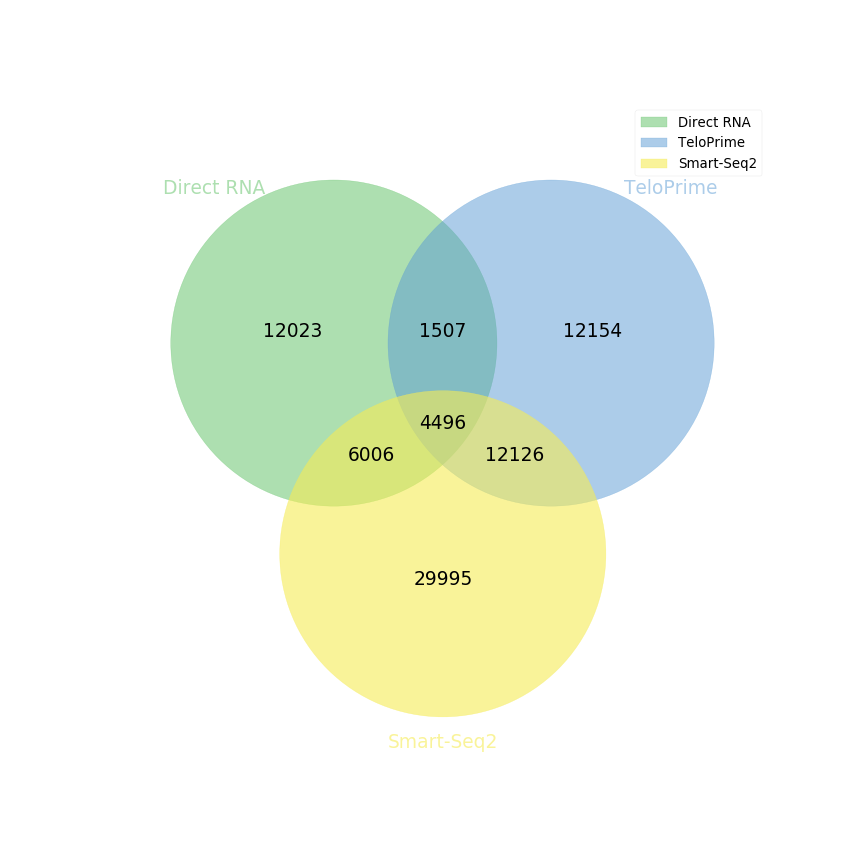 Direct RNA
TeloPrime
Smart-Seq2
Direct RNA
TeloPrime
12023
1507
12154
4496
6006
12126
29995
Smart-Seq2